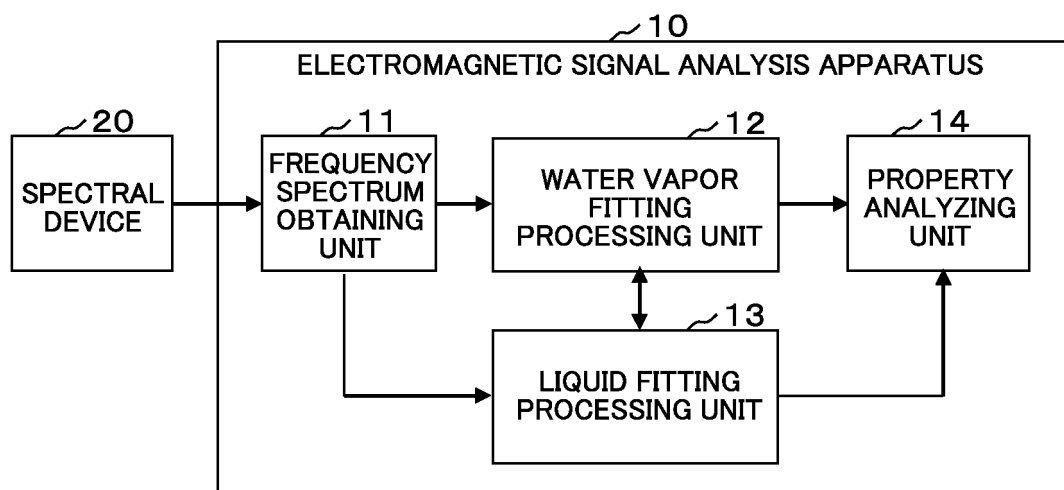 10
ELECTROMAGNETIC SIGNAL ANALYSIS APPARATUS
20
SPECTRAL
DEVICE
11
FREQUENCY
SPECTRUM
OBTAINING
UNIT
12
WATER VAPOR
FITTING
PROCESSING UNIT
14
PROPERTY
ANALYZING
UNIT
13
LIQUID FITTING
PROCESSING UNIT